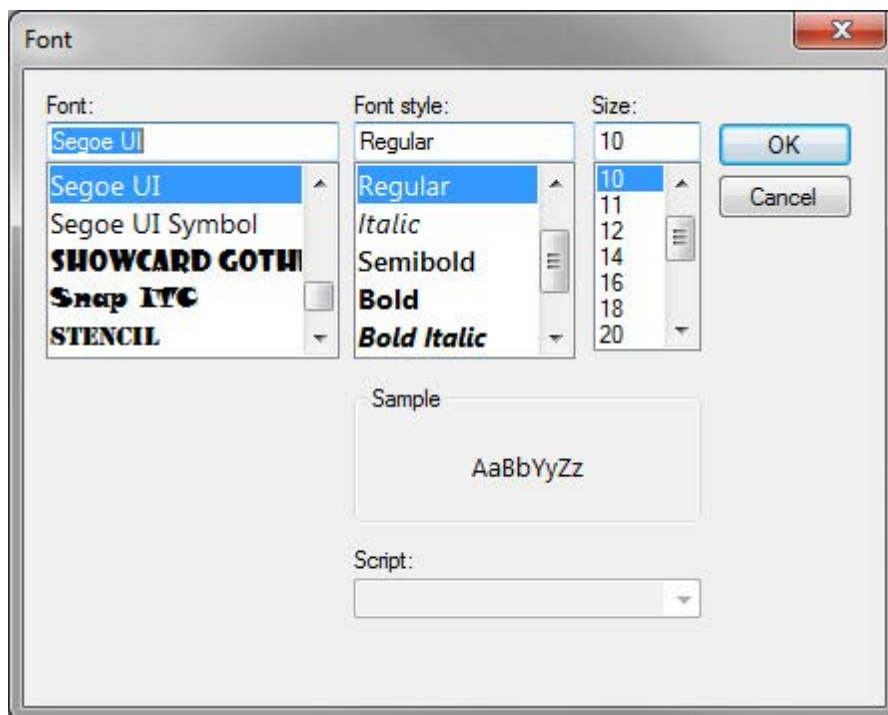 Font
Font:
Font style:
Size:
Segoe UI
Regular
10
OK
Cancel
Segoe UI
Segoe UI Symbol
SHOWCARD GOTHI
Snap ITC
STENCIL
Regular
Italic
Semibold
Bold
Bold Italic
10
11
12
14
16
18
20
Sample
AaBbYyZz
Script: